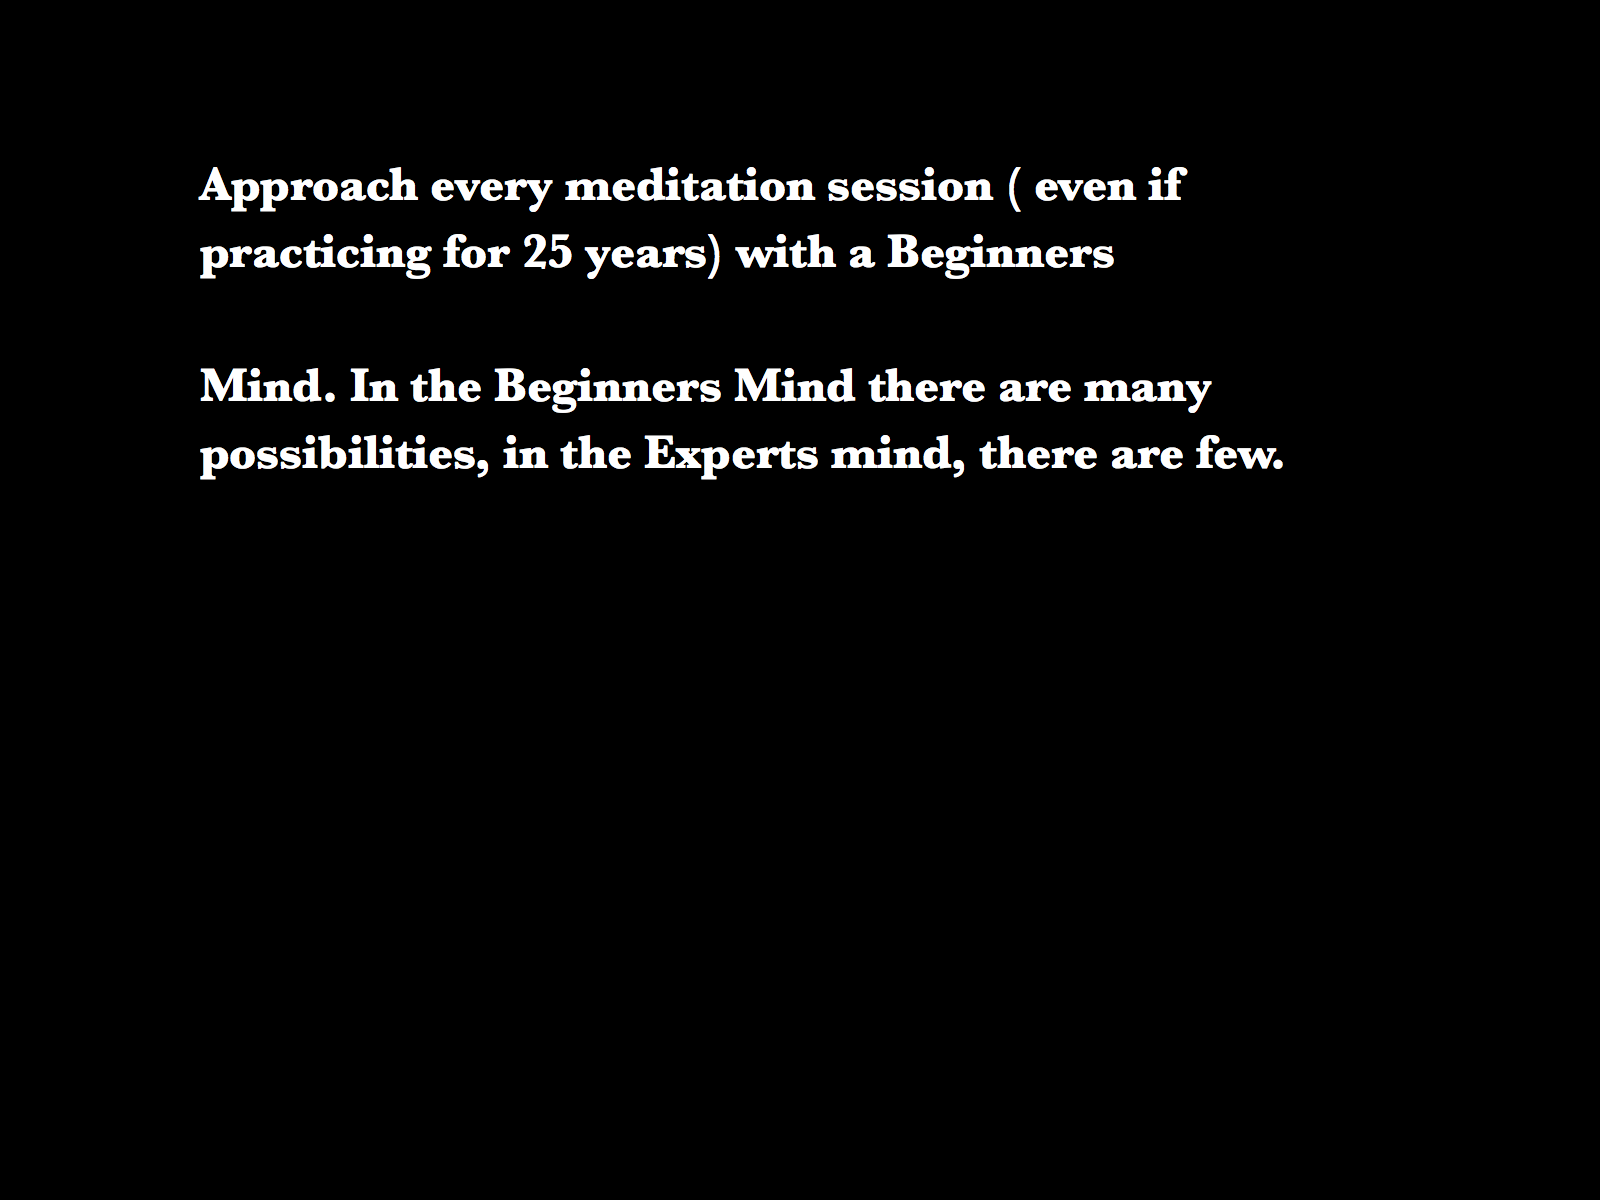 Approach every meditation session ( even if
practicing for 25 years) with a Beginners
Mind. In the Beginners Mind there are many
possibilities, in the Experts mind, there are few.